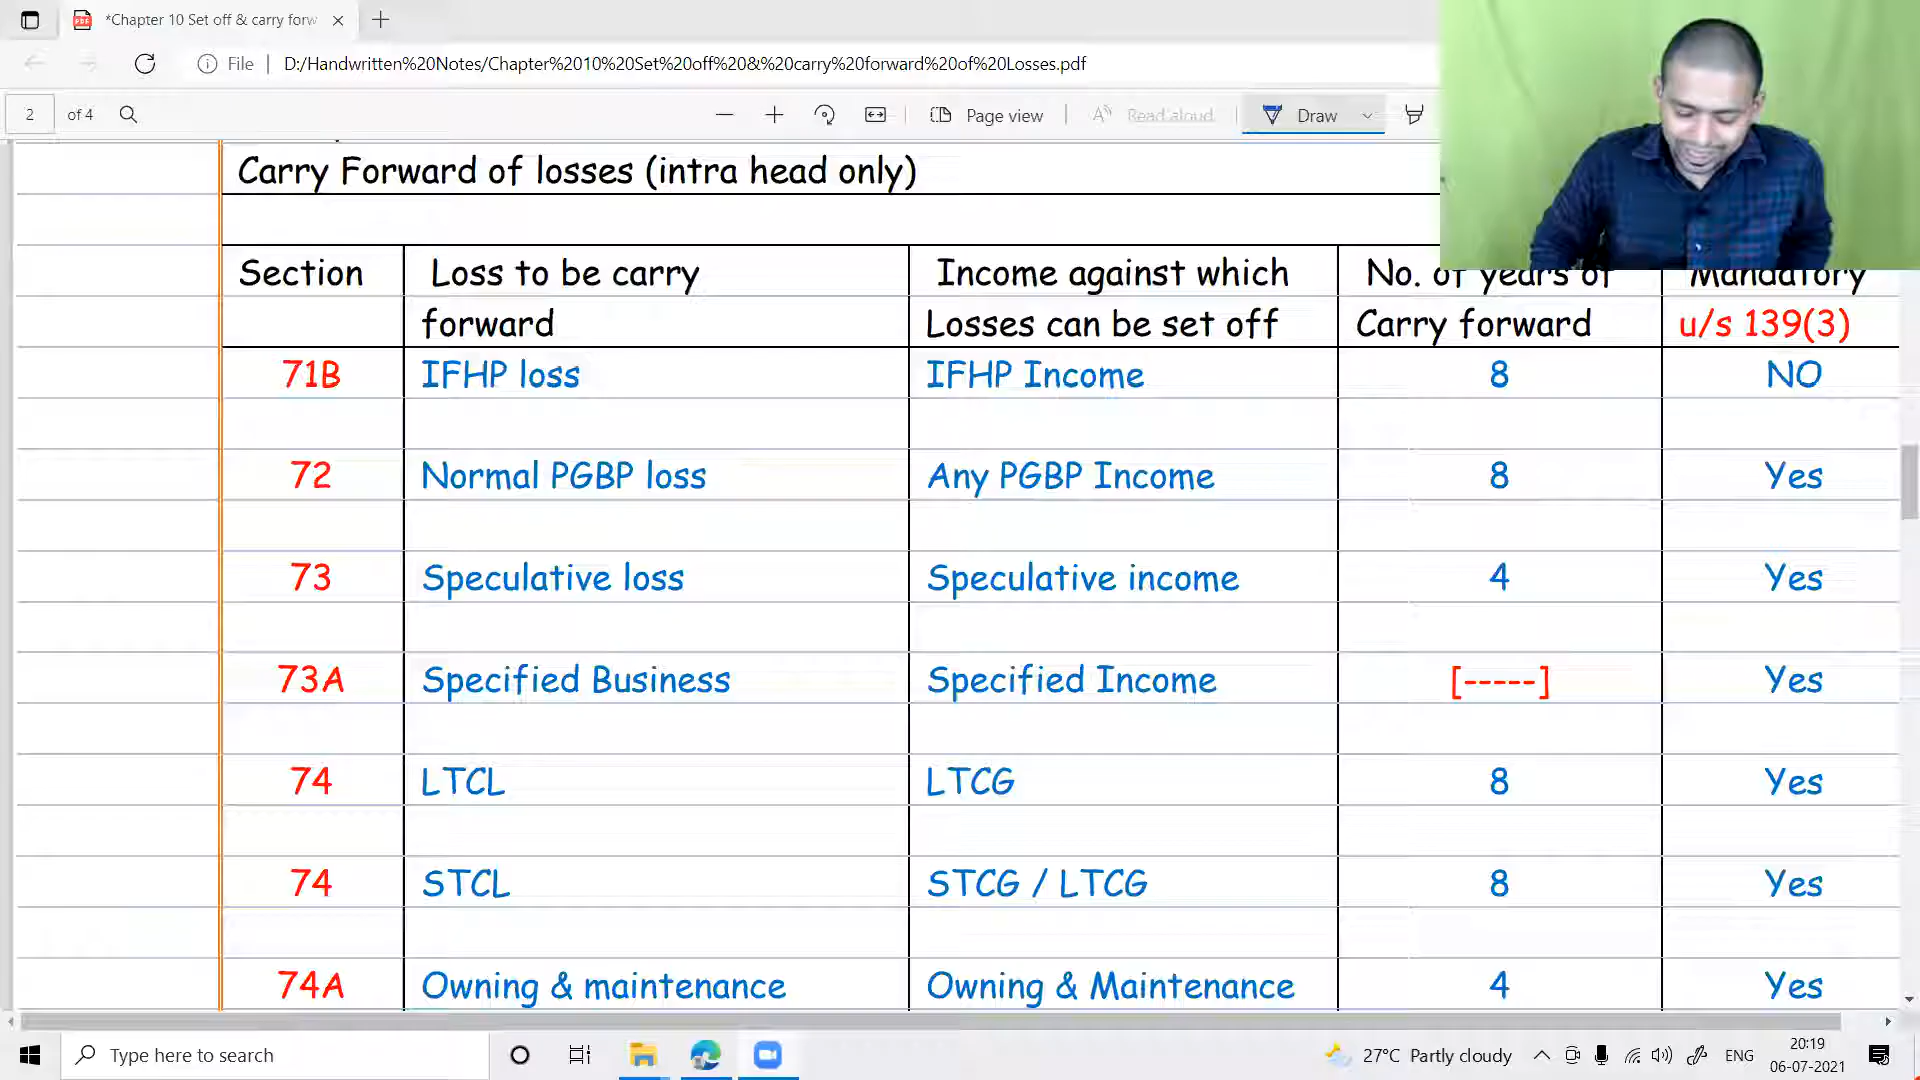 *Chapter 10 Set off & carry forw
File D:/Handwritten%20Notes/Chapter%2010%20Set%20off%20&%20carry%20forward%20of%20Losses.pdf
2 of 4 Page view Read aloud Draw
Carry Forward of losses (intra head only)
Section Loss to be carry Income against which No. of years of Mandatory
forward Losses can be set off Carry forward u/s 139(3)
71B IFHP loss IFHP Income 8 NO
72 Normal PGBP loss Any PGBP Income 8 Yes
73 Speculative loss Speculative income 4 Yes
73A Specified Business Specified Income [-----] Yes
74 LTCL LTCG 8 Yes
74 STCL STCG / LTCG 8 Yes
74A Owning & maintenance Owning & Maintenance 4 Yes
Type here to search 27°C Partly cloudy ENG 20:19
06-07-2021